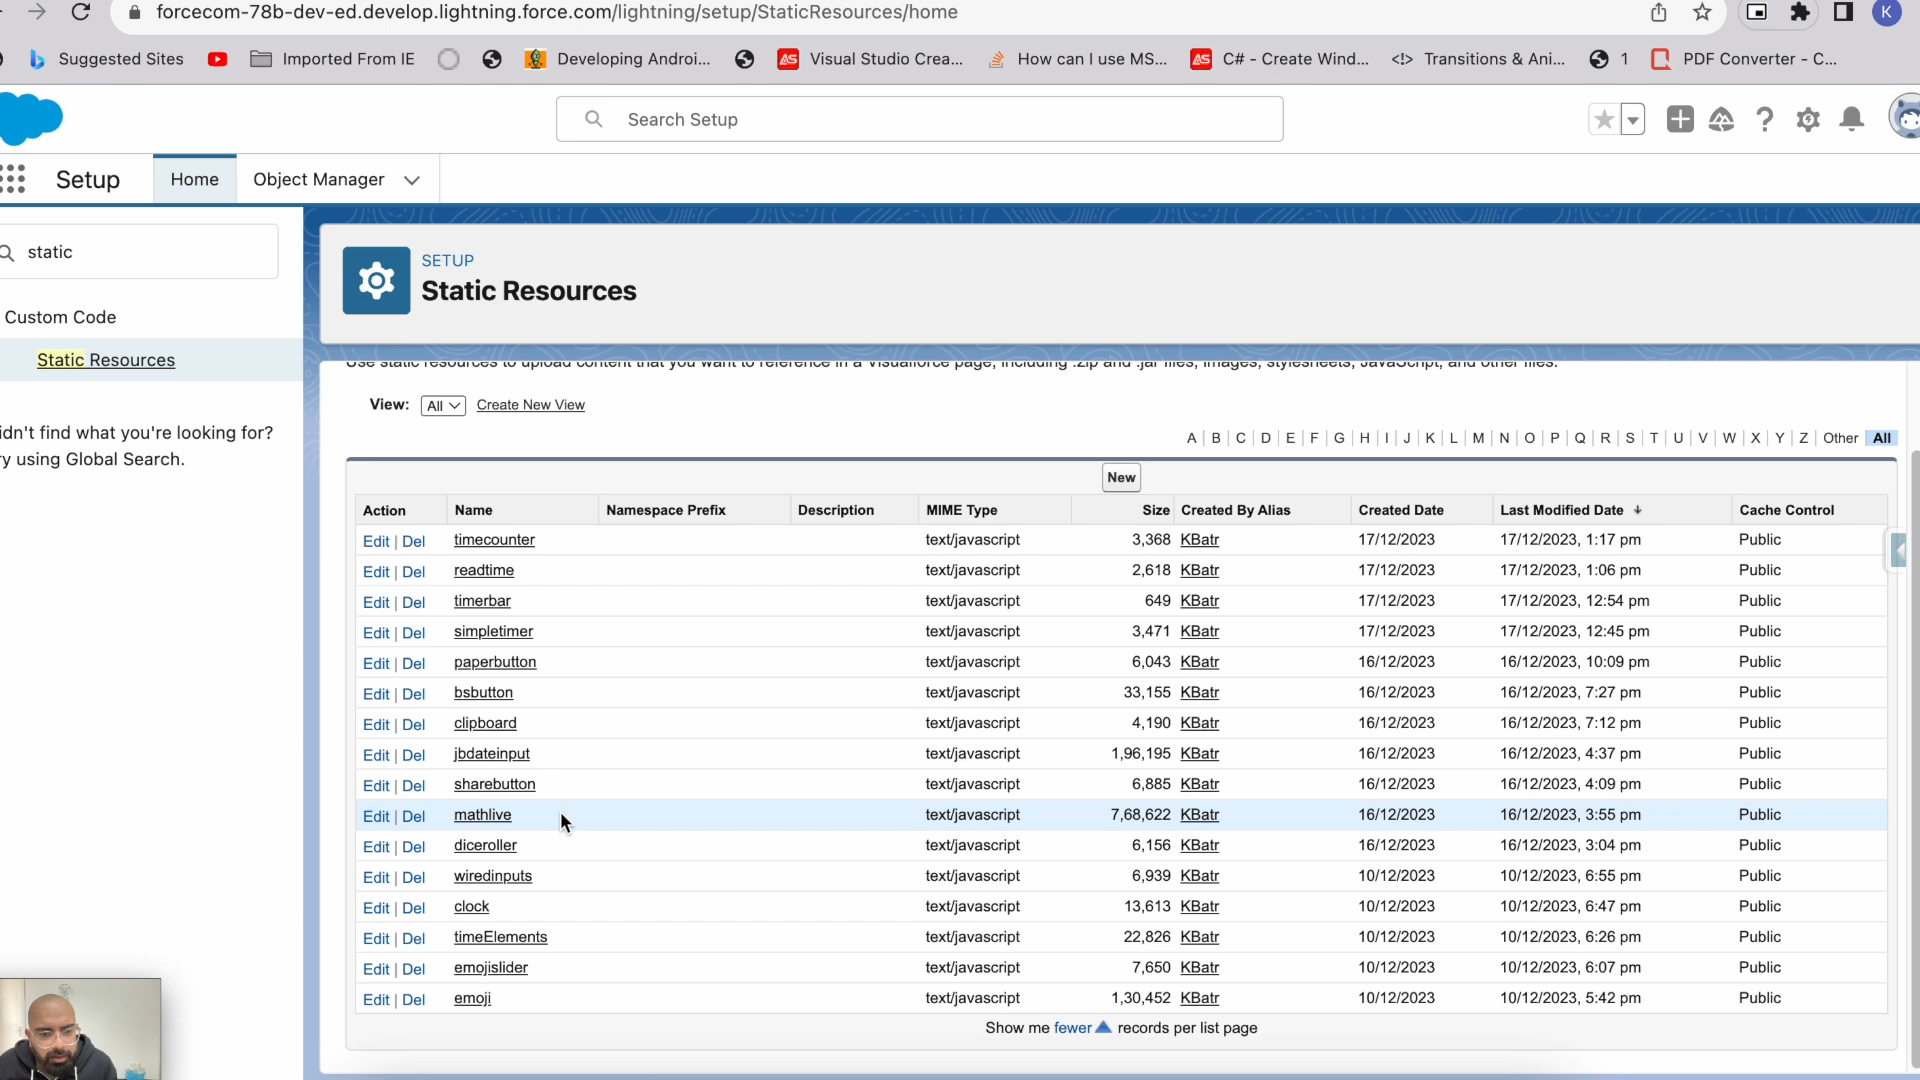 forcecom-78b-dev-ed.develop.lightning.force.com/lightning/setup/StaticResources/home
K
Suggested Sites Imported From IE Developing Androi... Visual Studio Crea... How can I use MS... C# - Create Wind... Transitions & Ani... 1 PDF Converter - C...
Search Setup
Setup Home Object Manager
static
SETUP
Static Resources
Custom Code
Static Resources
idn't find what you're looking for?
ry using Global Search.
Use static resources to upload content that you want to reference in a Visualforce page, including .zip and .jar files, images, stylesheets, JavaScript, and other files.
View: All Create New View
A | B | C | D | E | F | G | H | I | J | K | L | M | N | O | P | Q | R | S | T | U | V | W | X | Y | Z | Other All
New
Action Name Namespace Prefix Description MIME Type Size Created By Alias Created Date Last Modified Date Cache Control
Edit | Del timecounter text/javascript 3,368 KBatr 17/12/2023 17/12/2023, 1:17 pm Public
Edit | Del readtime text/javascript 2,618 KBatr 17/12/2023 17/12/2023, 1:06 pm Public
Edit | Del timerbar text/javascript 649 KBatr 17/12/2023 17/12/2023, 12:54 pm Public
Edit | Del simpletimer text/javascript 3,471 KBatr 17/12/2023 17/12/2023, 12:45 pm Public
Edit | Del paperbutton text/javascript 6,043 KBatr 16/12/2023 16/12/2023, 10:09 pm Public
Edit | Del bsbutton text/javascript 33,155 KBatr 16/12/2023 16/12/2023, 7:27 pm Public
Edit | Del clipboard text/javascript 4,190 KBatr 16/12/2023 16/12/2023, 7:12 pm Public
Edit | Del jbdateinput text/javascript 1,96,195 KBatr 16/12/2023 16/12/2023, 4:37 pm Public
Edit | Del sharebutton text/javascript 6,885 KBatr 16/12/2023 16/12/2023, 4:09 pm Public
Edit | Del mathlive text/javascript 7,68,622 KBatr 16/12/2023 16/12/2023, 3:55 pm Public
Edit | Del diceroller text/javascript 6,156 KBatr 16/12/2023 16/12/2023, 3:04 pm Public
Edit | Del wiredinputs text/javascript 6,939 KBatr 10/12/2023 10/12/2023, 6:55 pm Public
Edit | Del clock text/javascript 13,613 KBatr 10/12/2023 10/12/2023, 6:47 pm Public
Edit | Del timeElements text/javascript 22,826 KBatr 10/12/2023 10/12/2023, 6:26 pm Public
Edit | Del emojislider text/javascript 7,650 KBatr 10/12/2023 10/12/2023, 6:07 pm Public
Edit | Del emoji text/javascript 1,30,452 KBatr 10/12/2023 10/12/2023, 5:42 pm Public
Show me fewer records per list page